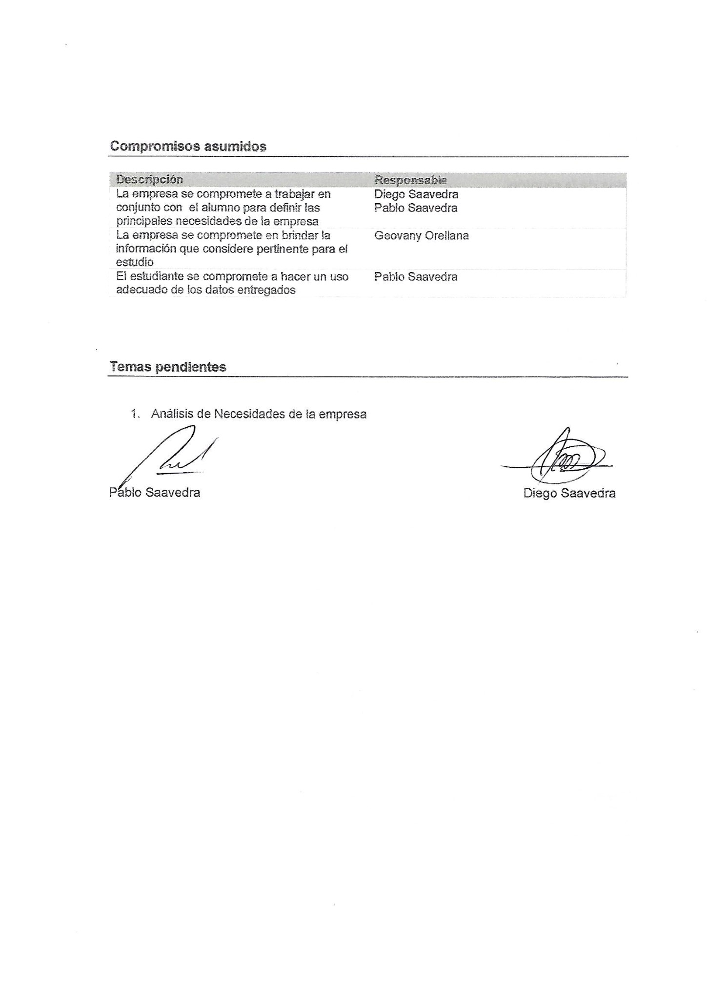 Compromisos asumidos
Descripción Responsable
La empresa se compromete a trabajar en Diego Saavedra
conjunto con el alumno para definir las Pablo Saavedra
principales necesidades de la empresa
La empresa se compromete en brindar la Geovany Orellana
información que considere pertinente para el
estudio
El estudiante se compromete a hacer un uso Pablo Saavedra
adecuado de los datos entregados
Temas pendientes
1. Análisis de Necesidades de la empresa
Pablo Saavedra Diego Saavedra